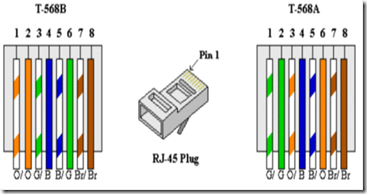 T-568B
1 2 3 4 5 6 7 8
O/ O G/ B B/ G Br/ Br
Pin 1
RJ-45 Plug
T-568A
1 2 3 4 5 6 7 8
G/ G O/ B B/ O Br/ Br